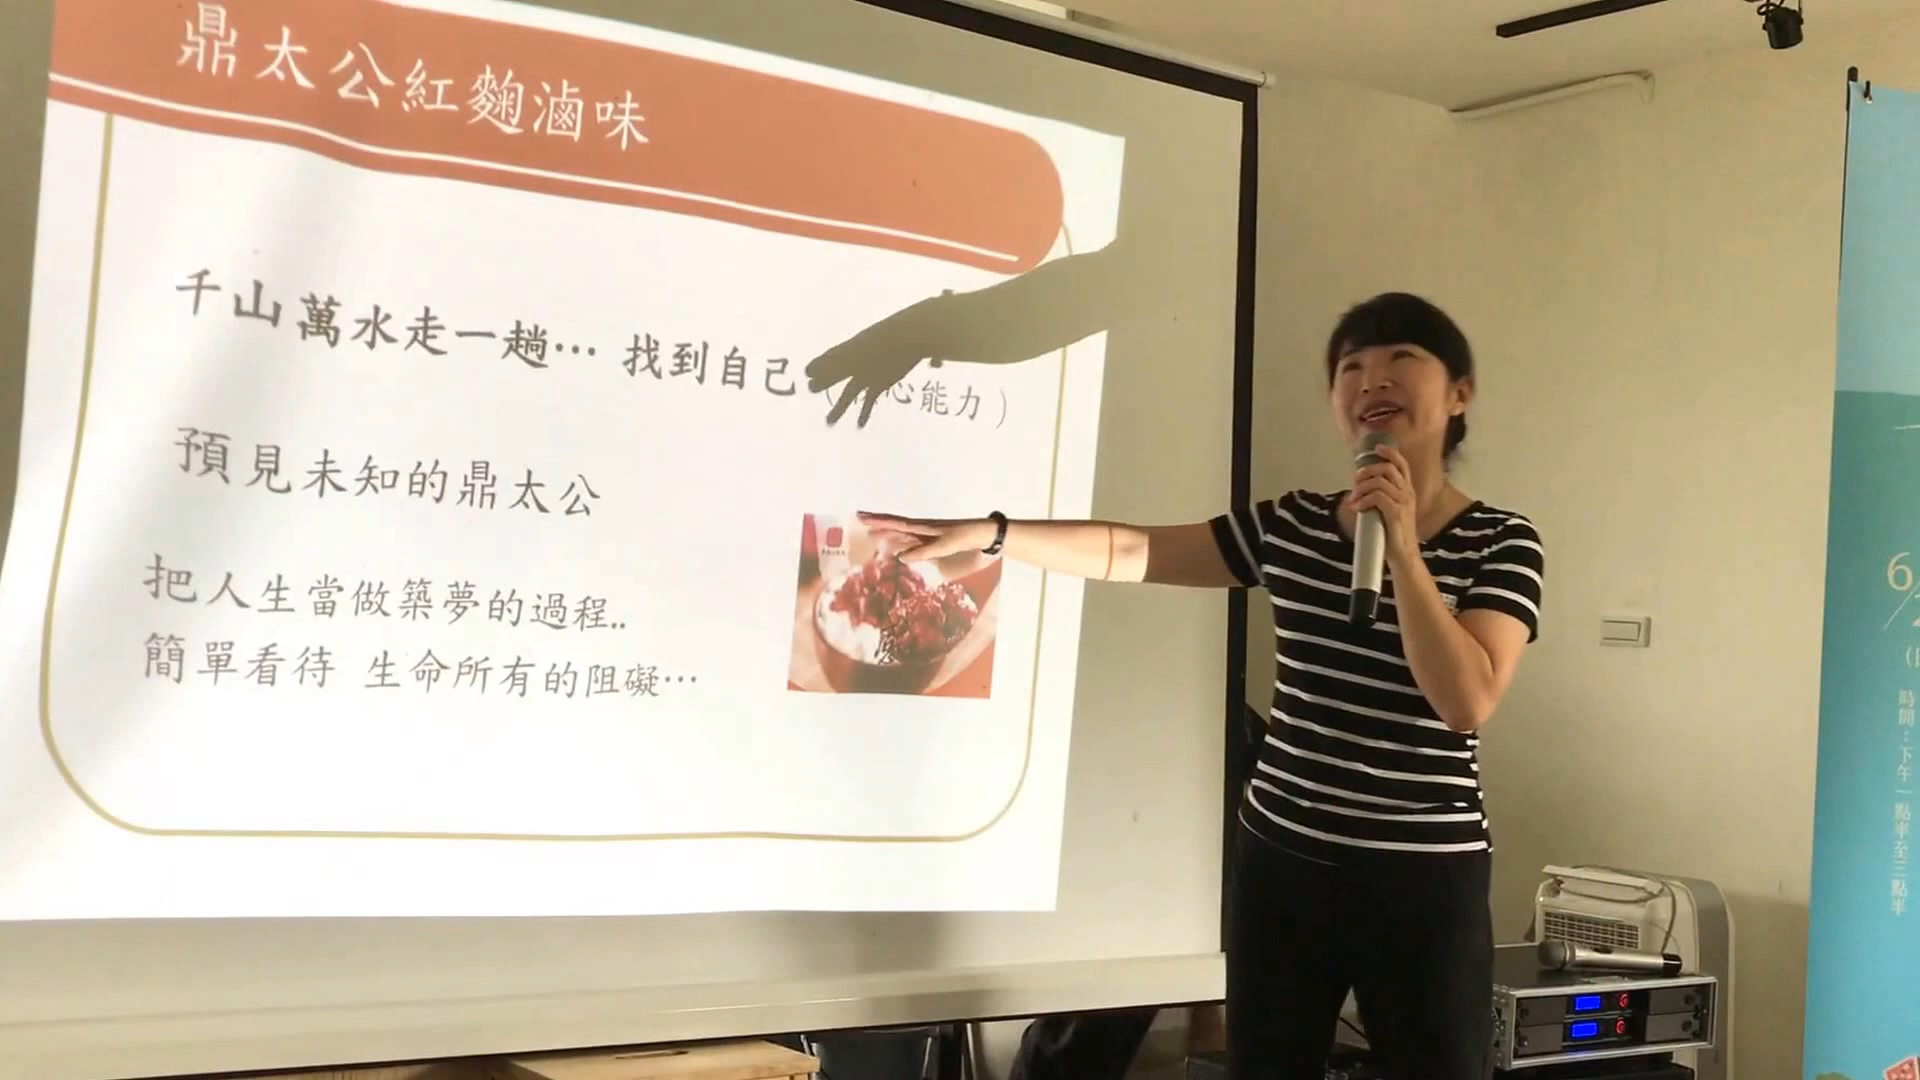 鼎太公紅麴滷味
千山萬水走一趟… 找到自己
心能力)
預見未知的鼎太公
把人生當做築夢的過程..
簡單看待 生命所有的阻礙…
6/
時間：下午一點半至三點半